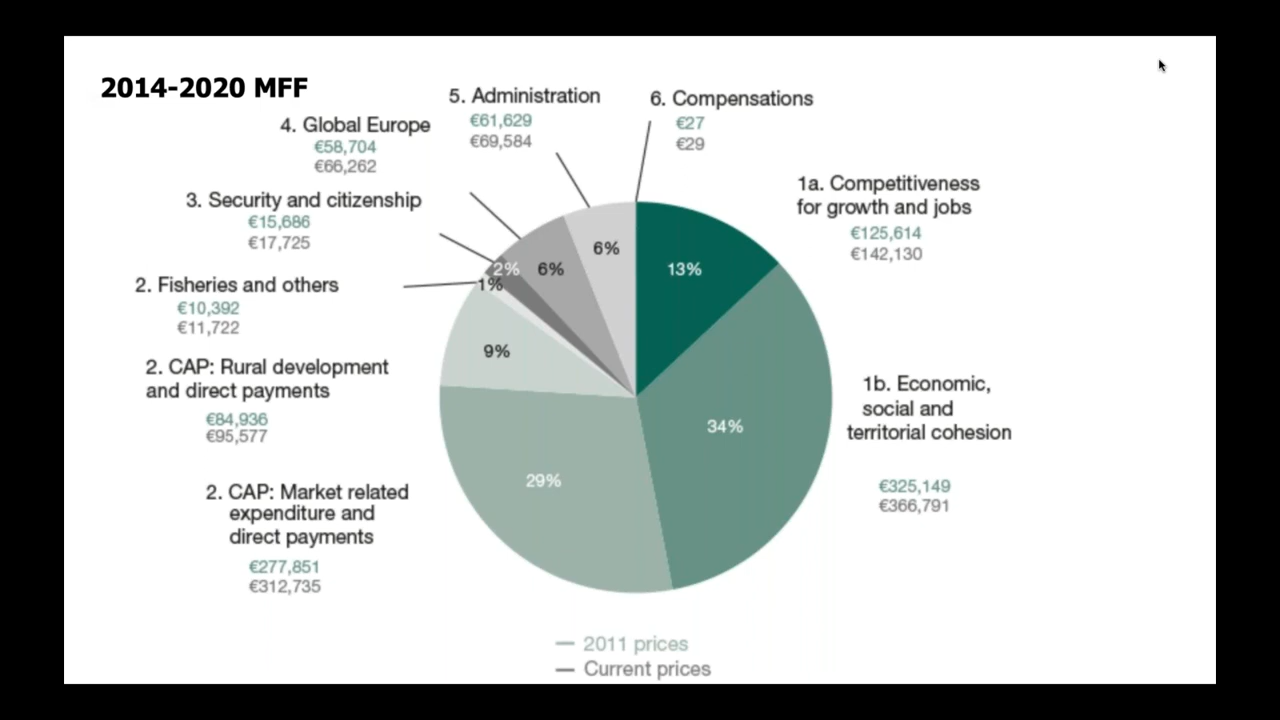 2014-2020 MFF
5. Administration
€61,629
€69,584
6. Compensations
€27
€29
4. Global Europe
€58,704
€66,262
1a. Competitiveness
for growth and jobs
€125,614
€142,130
3. Security and citizenship
€15,686
€17,725
2. Fisheries and others
€10,392
€11,722
2. CAP: Rural development
and direct payments
€84,936
€95,577
2. CAP: Market related
expenditure and
direct payments
€277,851
€312,735
1b. Economic,
social and
territorial cohesion
€325,149
€366,791
6%
13%
2%
6%
1%
9%
34%
29%
2011 prices
Current prices